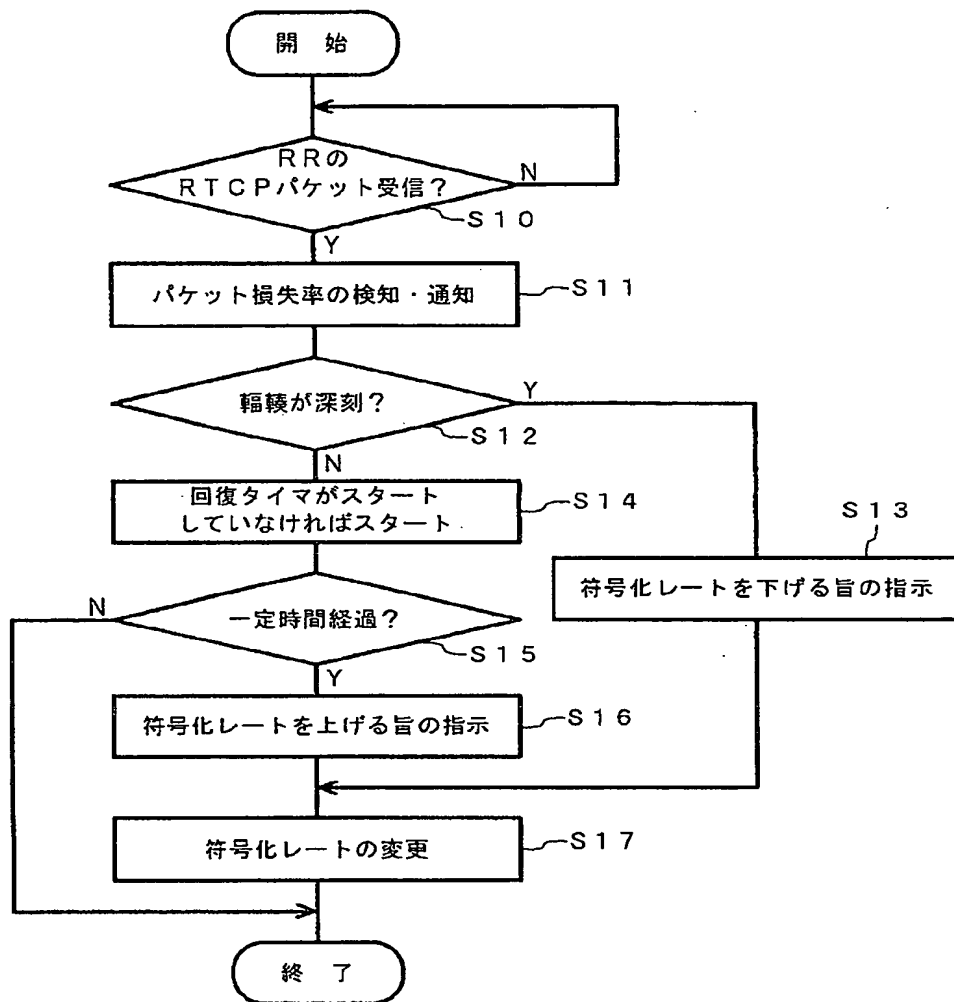 開 始
RRの
RTCPパケット受信？
N
S10
Y
パケット損失率の検知・通知
S11
輻輳が深刻？
Y
S12
N
回復タイマがスタート
していなければスタート
S14
S13
符号化レートを下げる旨の指示
N
一定時間経過？
S15
Y
符号化レートを上げる旨の指示
S16
符号化レートの変更
S17
終 了